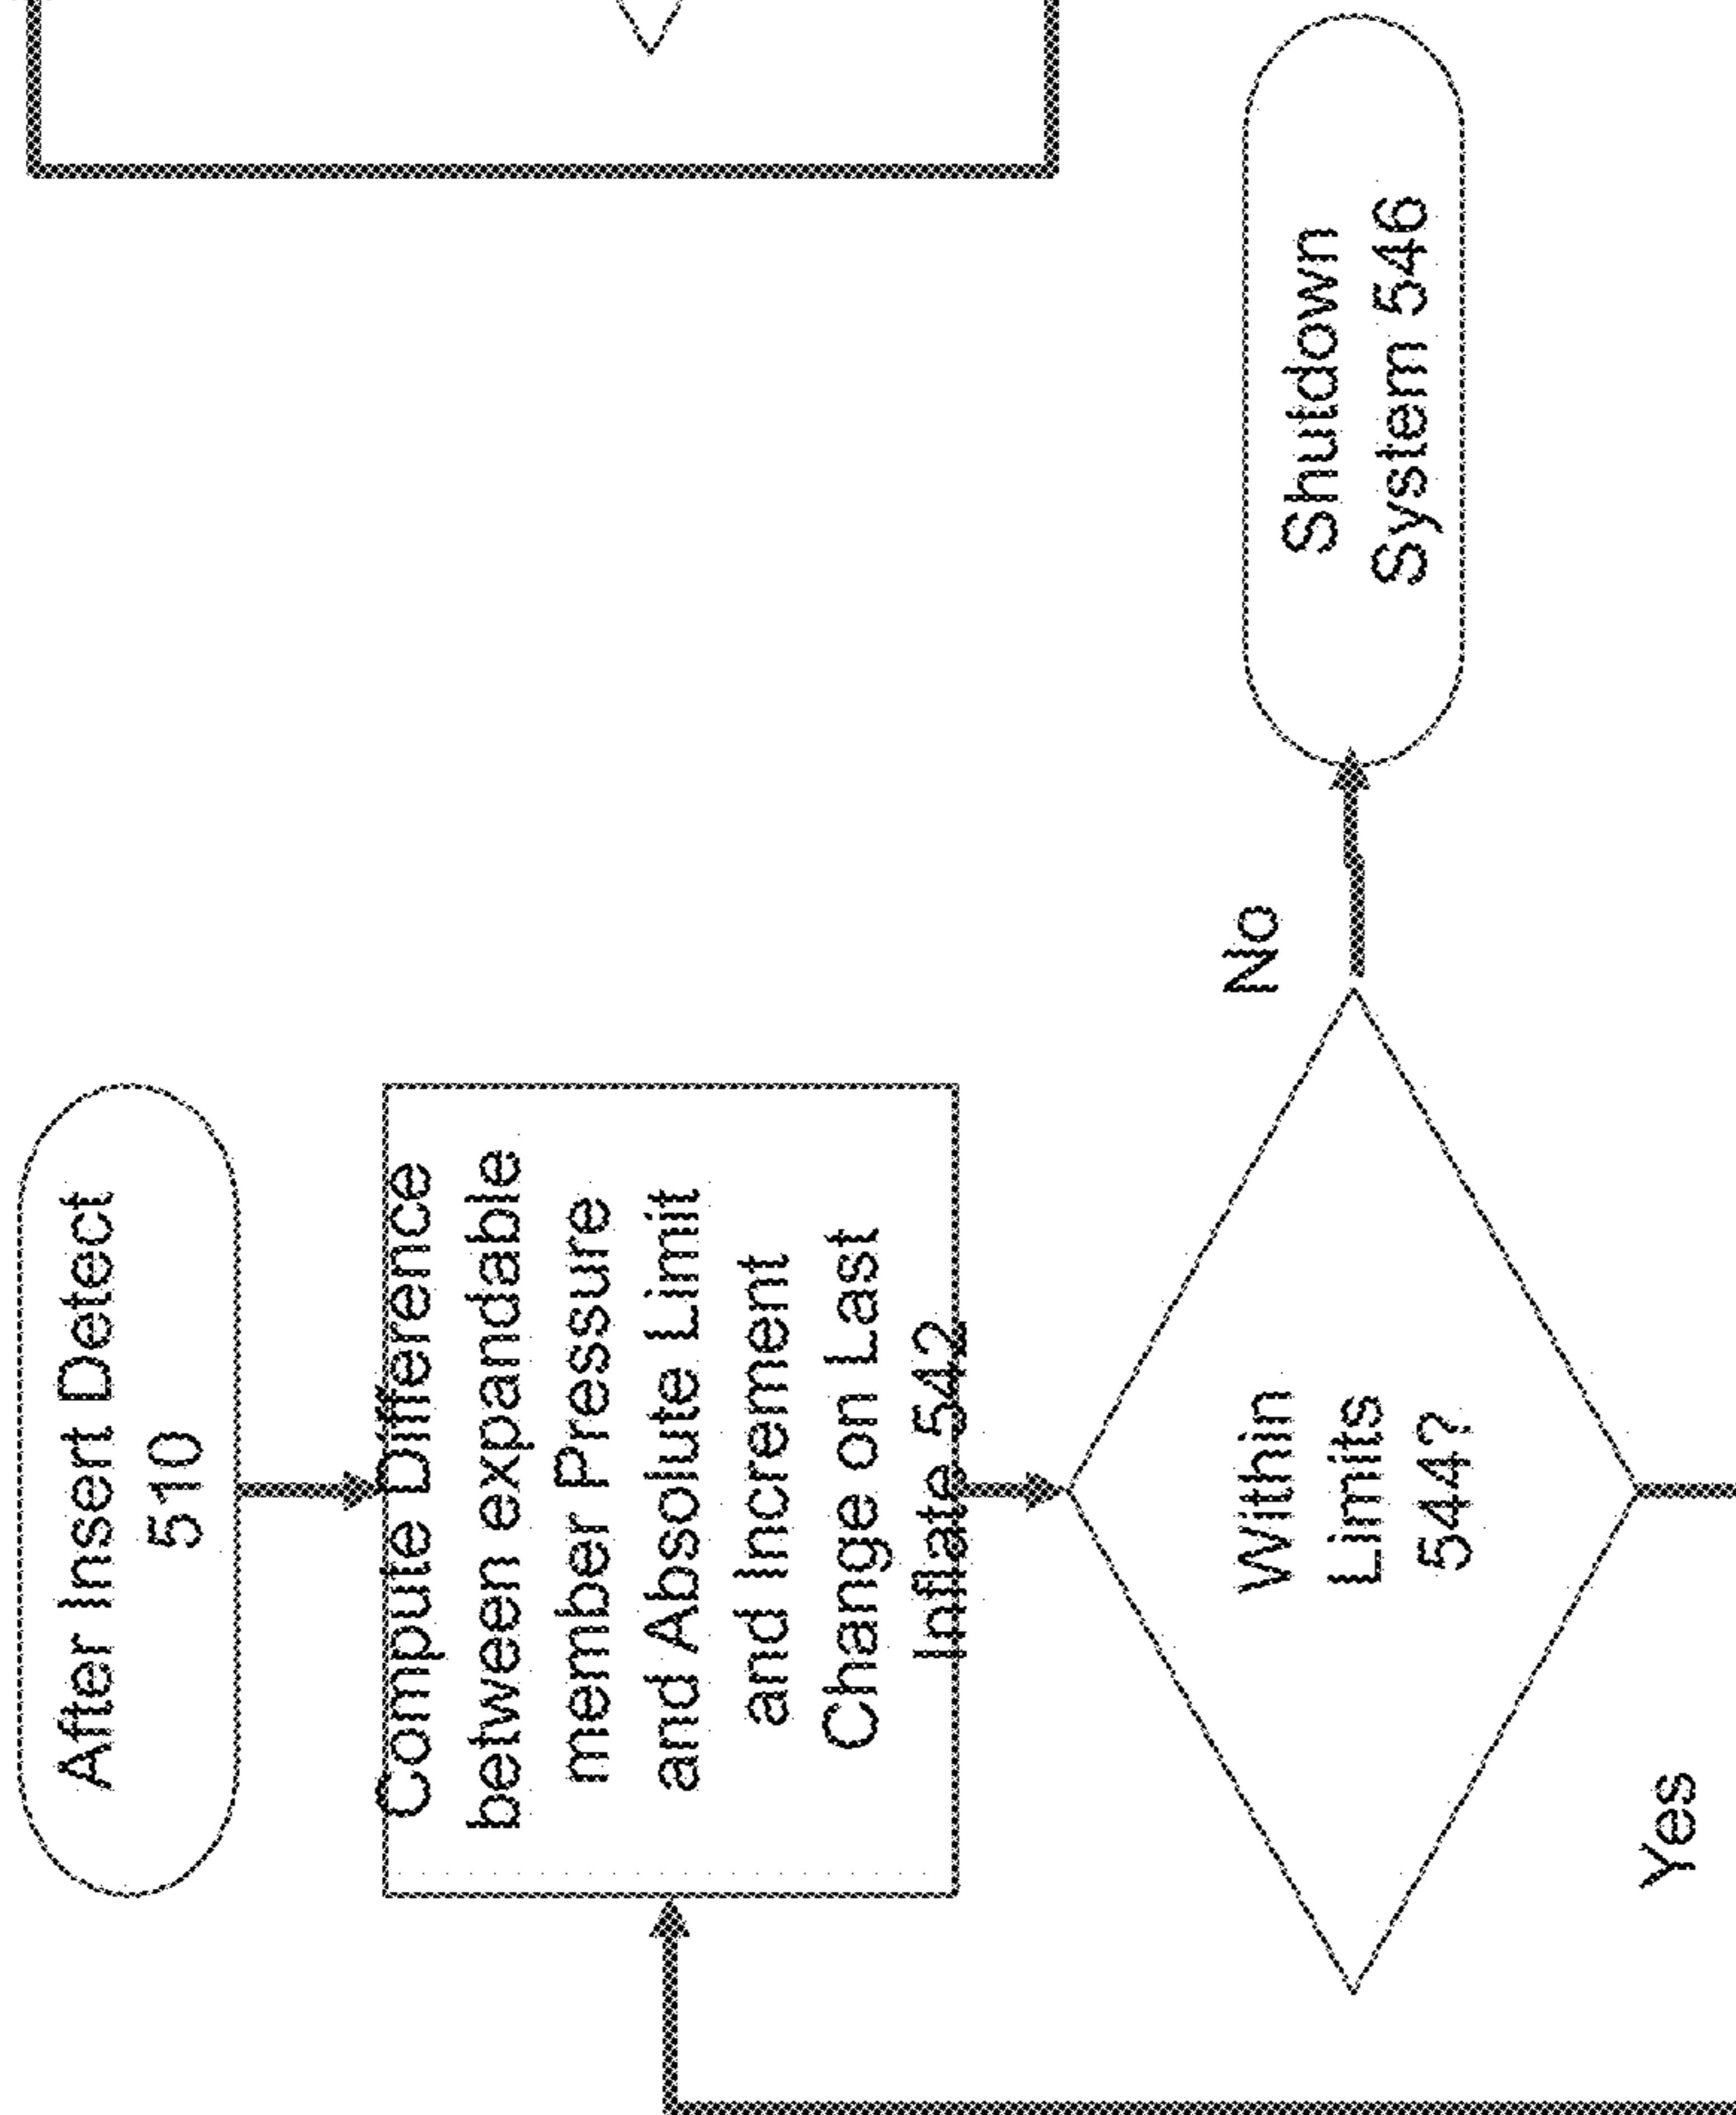 After Insert Detect
510
Compute Difference
between expandable
member Pressure
and Absolute Limit
and Increment
Change on Last
Inflate 542
Within
Limits
544?
No
Shutdown
System 546
Yes